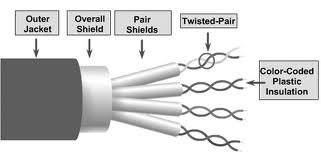 Outer
Jacket
Overall
Shield
Pair
Shields
Twisted-Pair
Color-Coded
Plastic
Insulation